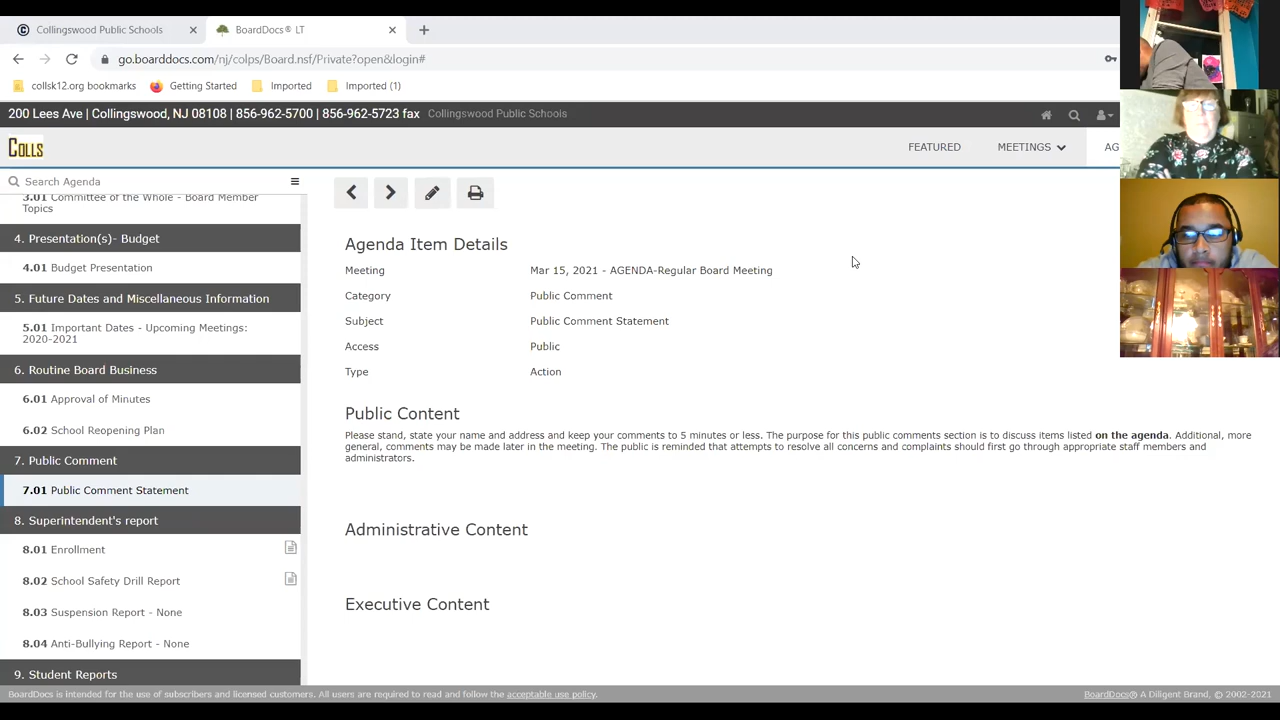 Collingswood Public Schools
BoardDocs® LT
go.boarddocs.com/nj/colps/Board.nsf/Private?open&login#
collsk12.org bookmarks
Getting Started
Imported
Imported (1)
200 Lees Ave | Collingswood, NJ 08108 | 856-962-5700 | 856-962-5723 fax
Collingswood Public Schools
COLLS
FEATURED
MEETINGS
AG
Search Agenda
3.01 Committee of the Whole - Board Member
Topics
4. Presentation(s)- Budget
4.01 Budget Presentation
5. Future Dates and Miscellaneous Information
5.01 Important Dates - Upcoming Meetings:
2020-2021
6. Routine Board Business
6.01 Approval of Minutes
6.02 School Reopening Plan
7. Public Comment
7.01 Public Comment Statement
8. Superintendent's report
8.01 Enrollment
8.02 School Safety Drill Report
8.03 Suspension Report - None
8.04 Anti-Bullying Report - None
9. Student Reports
Agenda Item Details
Meeting Mar 15, 2021 - AGENDA-Regular Board Meeting
Category Public Comment
Subject Public Comment Statement
Access Public
Type Action
Public Content
Please stand, state your name and address and keep your comments to 5 minutes or less. The purpose for this public comments section is to discuss items listed on the agenda. Additional, more
general, comments may be made later in the meeting. The public is reminded that attempts to resolve all concerns and complaints should first go through appropriate staff members and
administrators.
Administrative Content
Executive Content
BoardDocs is intended for the use of subscribers and licensed customers. All users are required to read and follow the acceptable use policy.
BoardDocs® A Diligent Brand, © 2002-2021